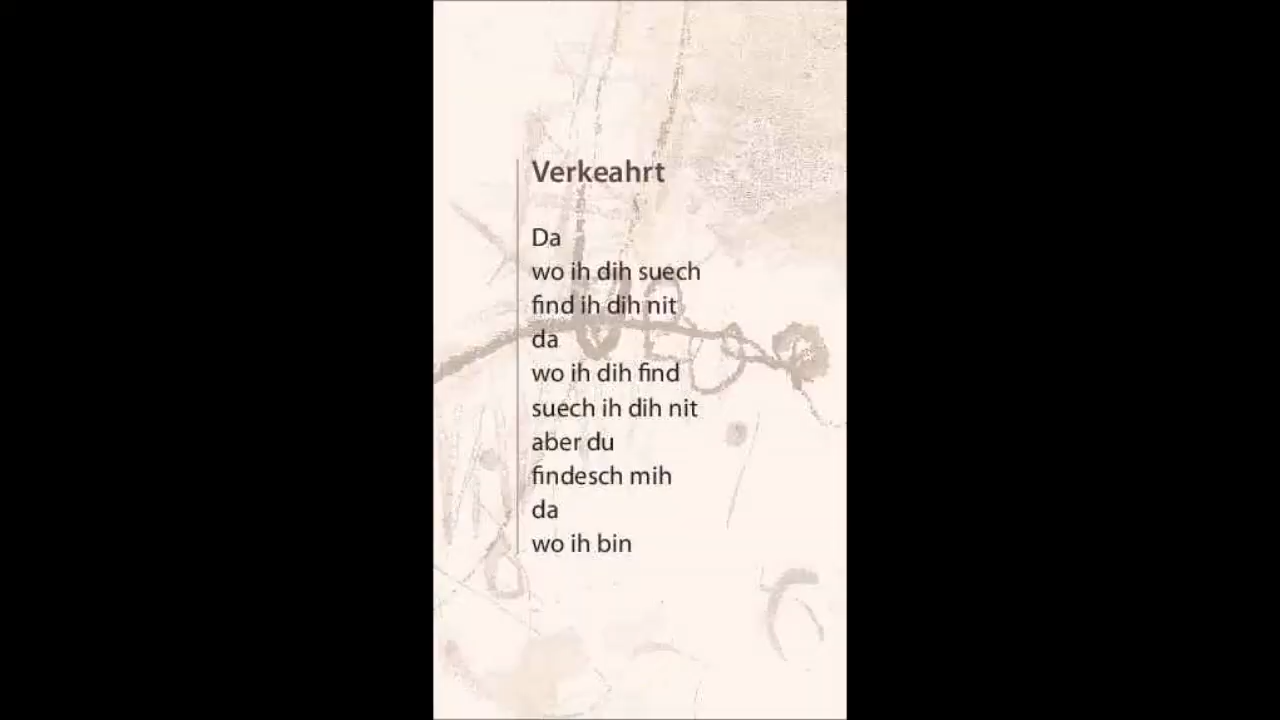 Verkeahrt
Da
wo ih dih suech
find ih dih nit
da
wo ih dih find
suech ih dih nit
aber du
findesch mih
da
wo ih bin